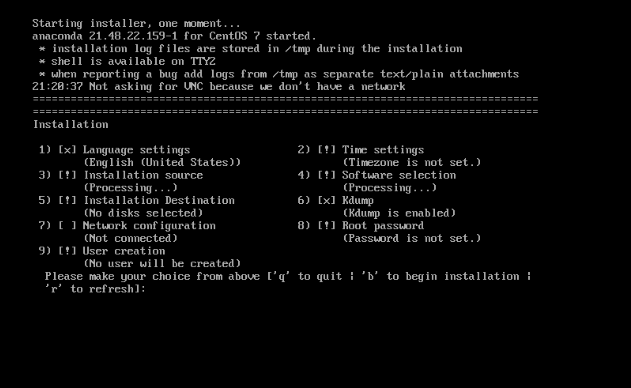 Starting installer, one moment...
anaconda 21.48.22.159-1 for CentOS 7 started.
* installation log files are stored in /tmp during the installation
* shell is available on TTY2
* when reporting a bug add logs from /tmp as separate text/plain attachments
21:20:37 Not asking for VNC because we don't have a network
================================================================================
================================================================================
Installation
1) [x] Language settings 2) [!] Time settings
(English (United States)) (Timezone is not set.)
3) [!] Installation source 4) [!] Software selection
(Processing...) (Processing...)
5) [!] Installation Destination 6) [x] Kdump
(No disks selected) (Kdump is enabled)
7) [ ] Network configuration 8) [!] Root password
(Not connected) (Password is not set.)
9) [!] User creation
(No user will be created)
Please make your choice from above ['q' to quit | 'b' to begin installation |
'r' to refresh]: